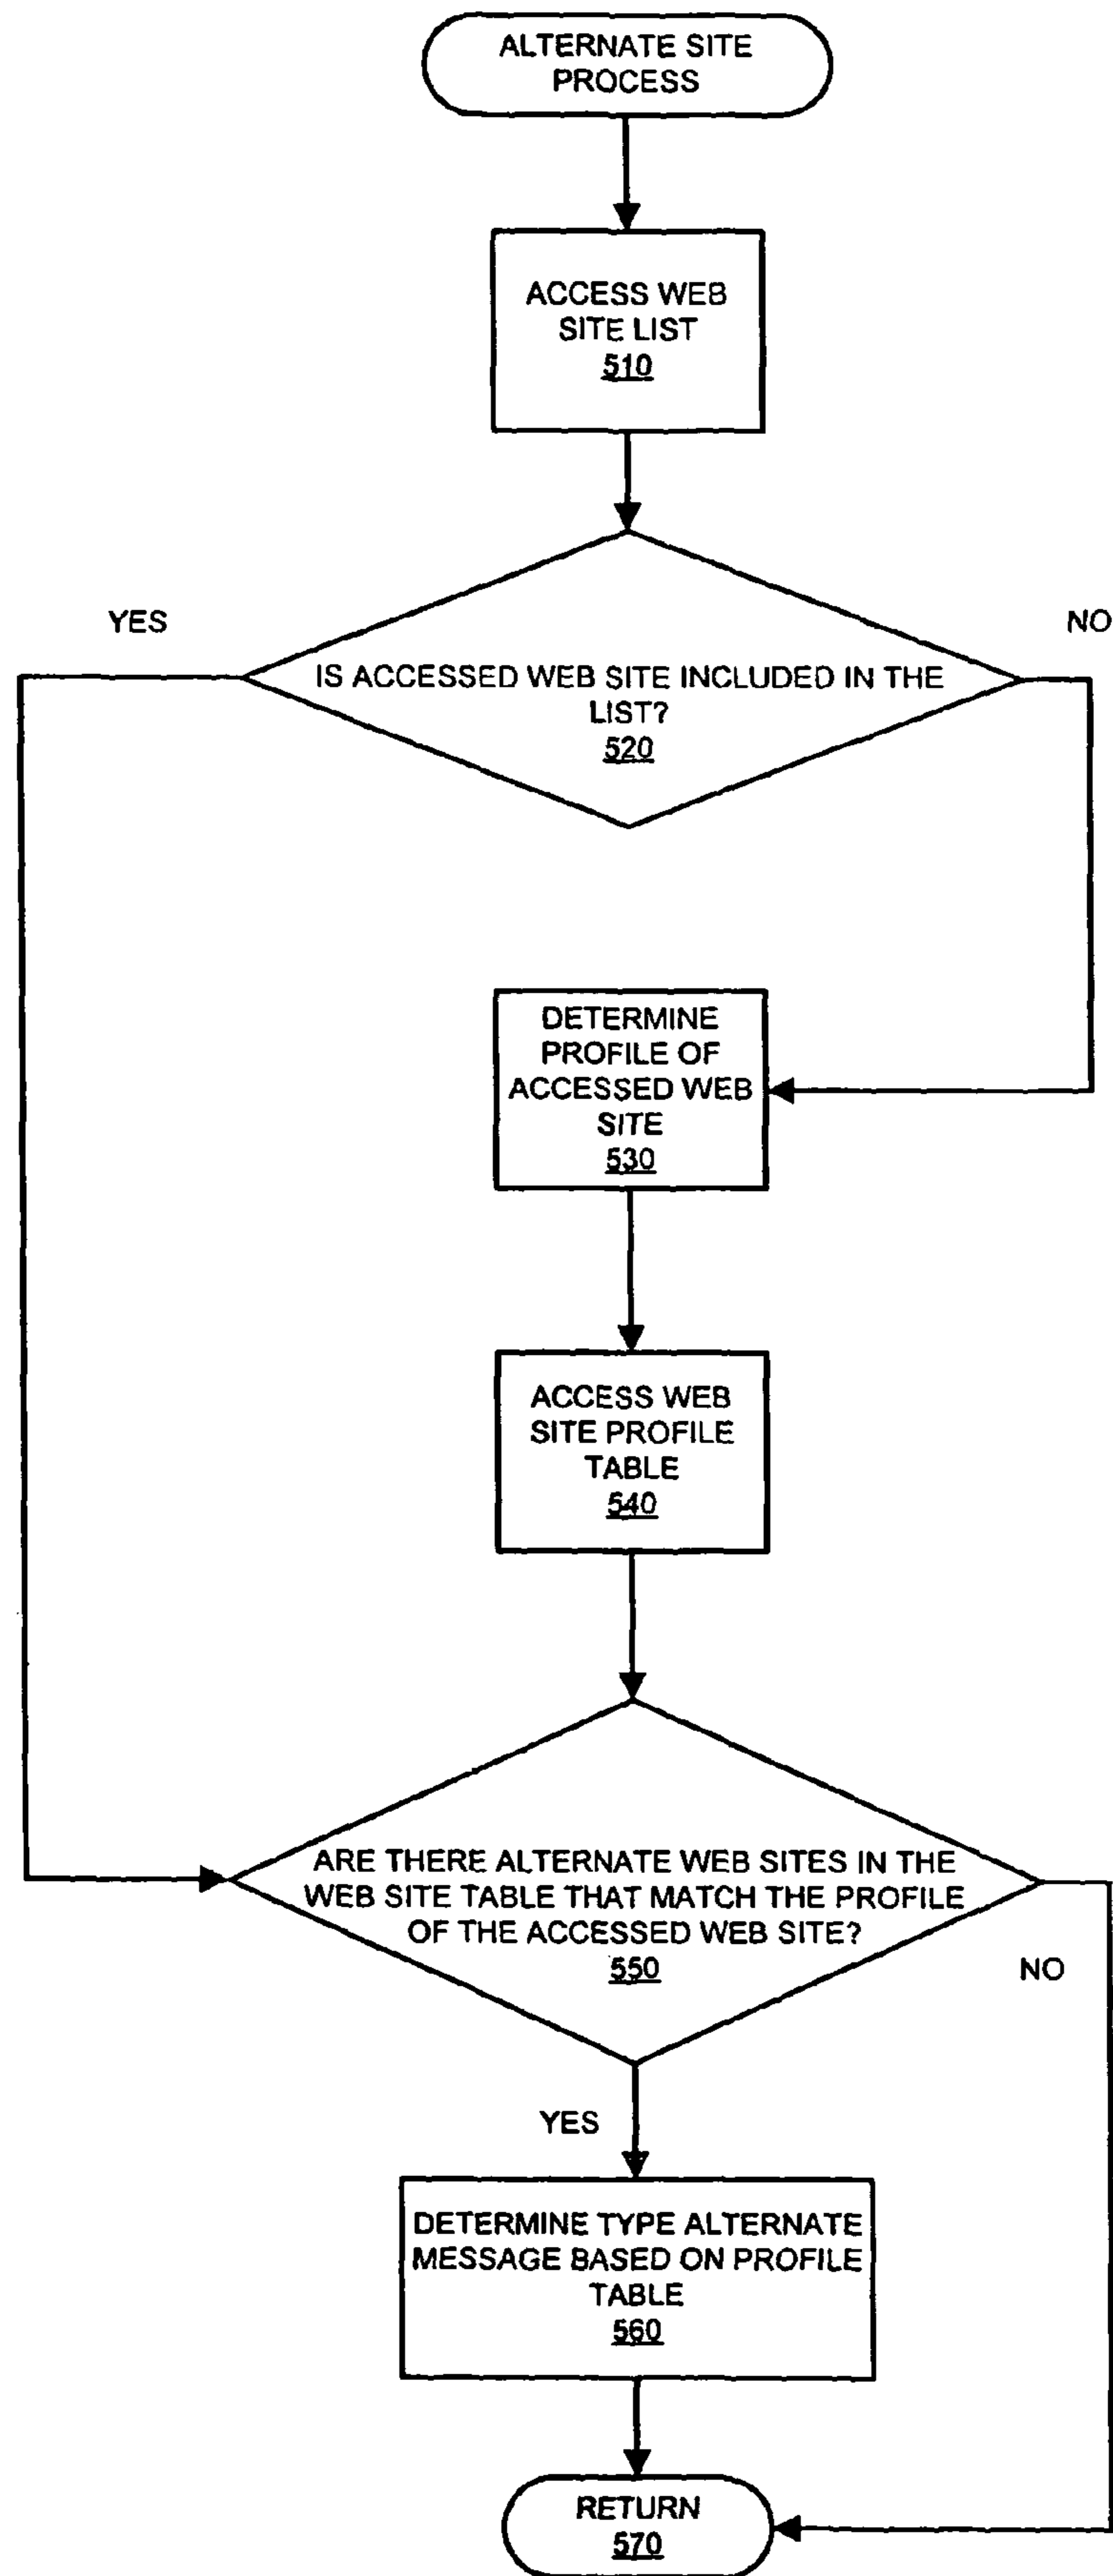 ALTERNATE SITE
PROCESS
ACCESS WEB
SITE LIST
510
YES
NO
IS ACCESSED WEB SITE INCLUDED IN THE
LIST?
520
DETERMINE
PROFILE OF
ACCESSED WEB
SITE
530
ACCESS WEB
SITE PROFILE
TABLE
540
ARE THERE ALTERNATE WEB SITES IN THE
WEB SITE TABLE THAT MATCH THE PROFILE
OF THE ACCESSED WEB SITE?
550
NO
YES
DETERMINE TYPE ALTERNATE
MESSAGE BASED ON PROFILE
TABLE
560
RETURN
570